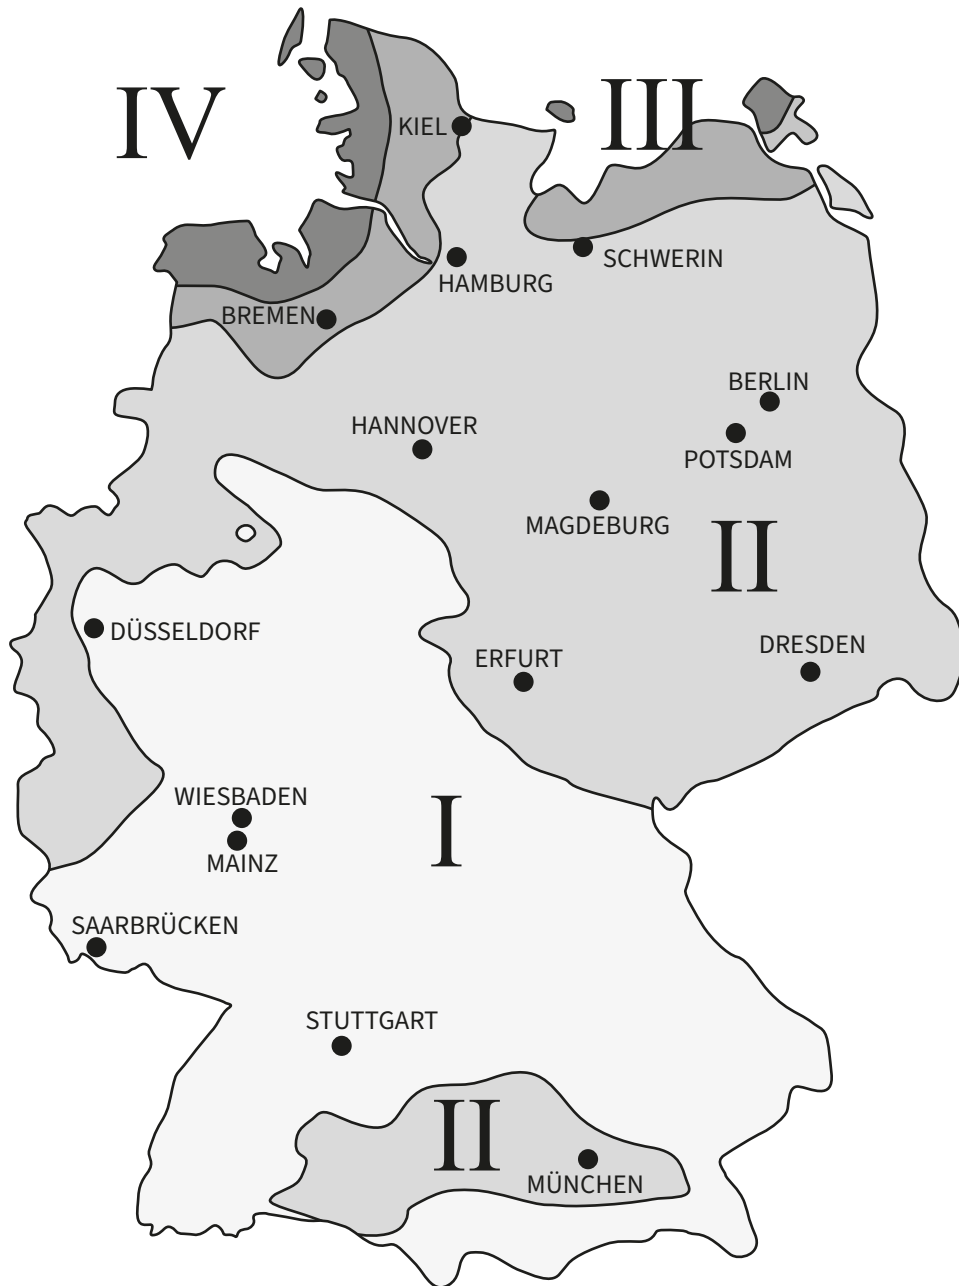 IV
III
KIEL
SCHWERIN
HAMBURG
BREMEN
BERLIN
HANNOVER
POTSDAM
MAGDEBURG
II
DÜSSELDORF
ERFURT
DRESDEN
WIESBADEN
I
MAINZ
SAARBRÜCKEN
STUTTGART
II
MÜNCHEN